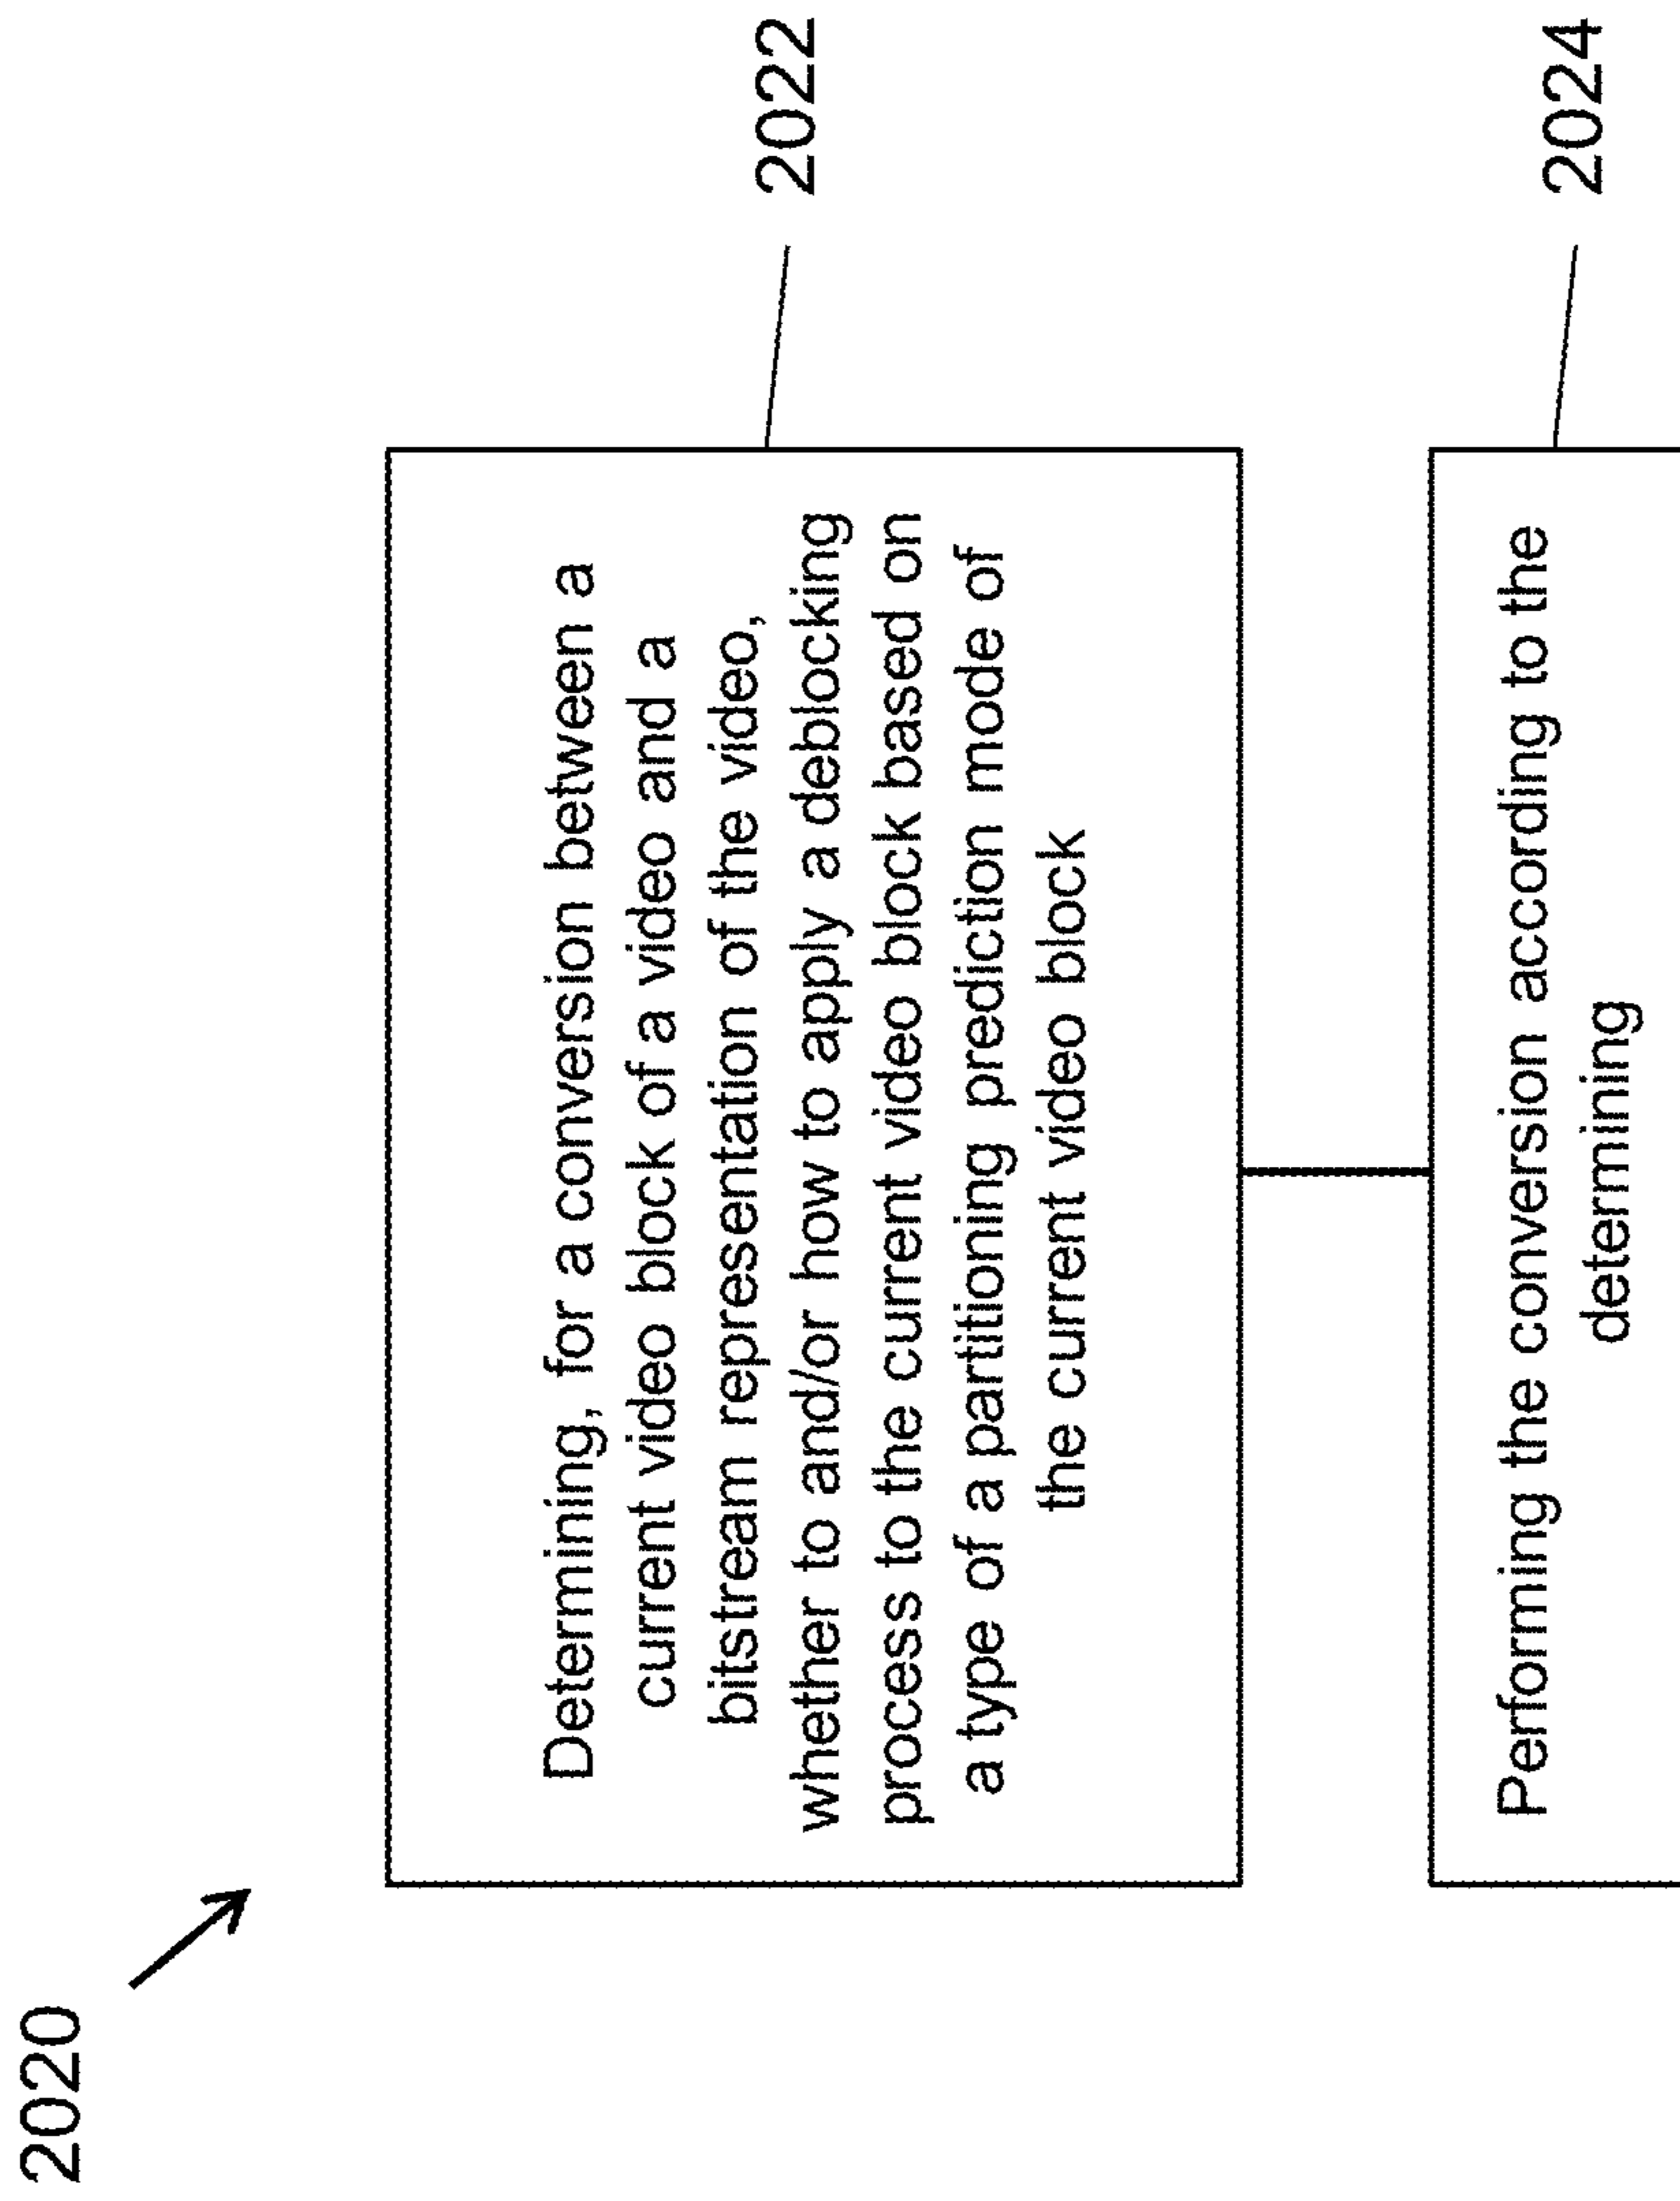 2020
Determining, for a conversion between a
current video block of a video and a
bitstream representation of the video,
whether to and/or how to apply a deblocking
process to the current video block based on
a type of a partitioning prediction mode of
the current video block
2022
Performing the conversion according to the
determining
2024